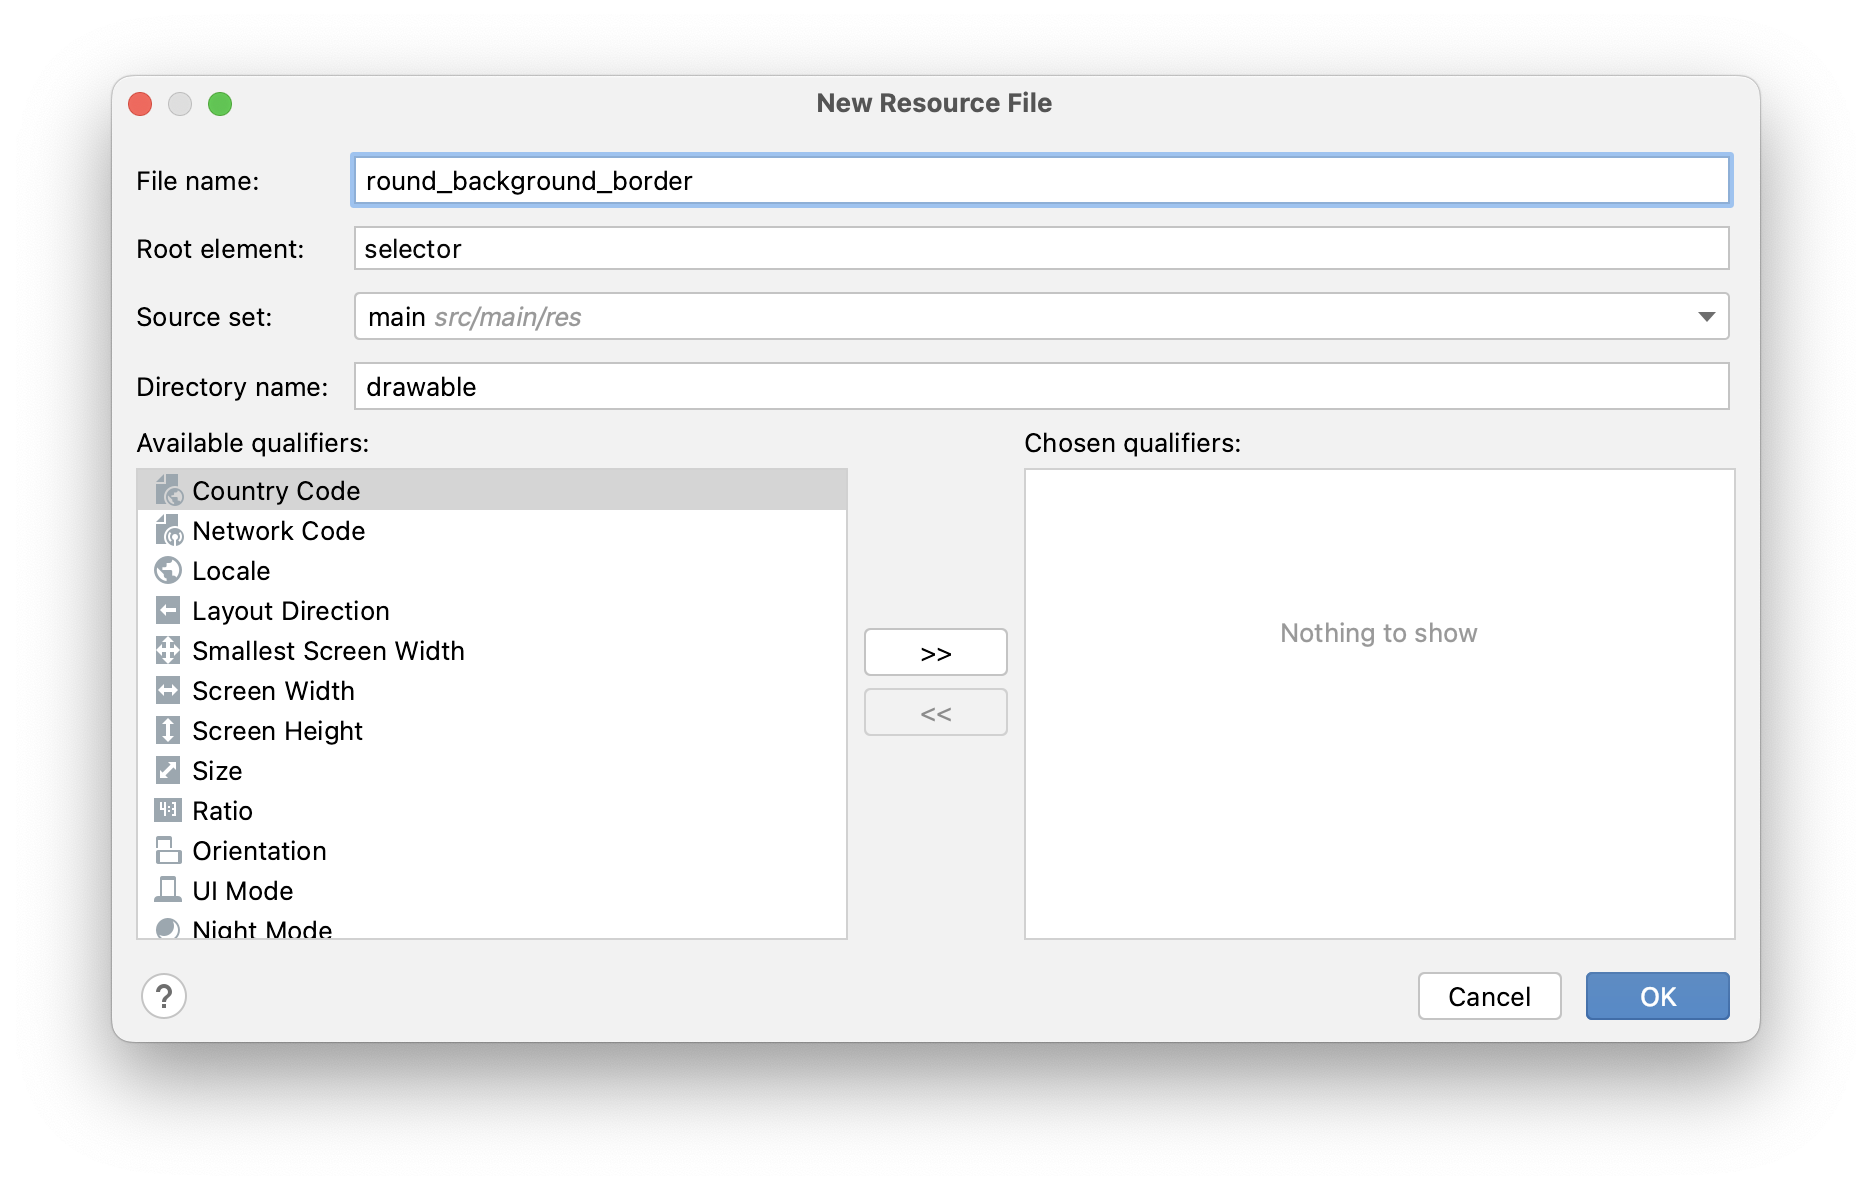 New Resource File
File name: round_background_border
Root element: selector
Source set: main src/main/res
Directory name: drawable
Available qualifiers:
Country Code
Network Code
Locale
Layout Direction
Smallest Screen Width
Screen Width
Screen Height
Size
4:3 Ratio
Orientation
UI Mode
Night Mode
>>
<<
Chosen qualifiers:
Nothing to show
?
Cancel
OK